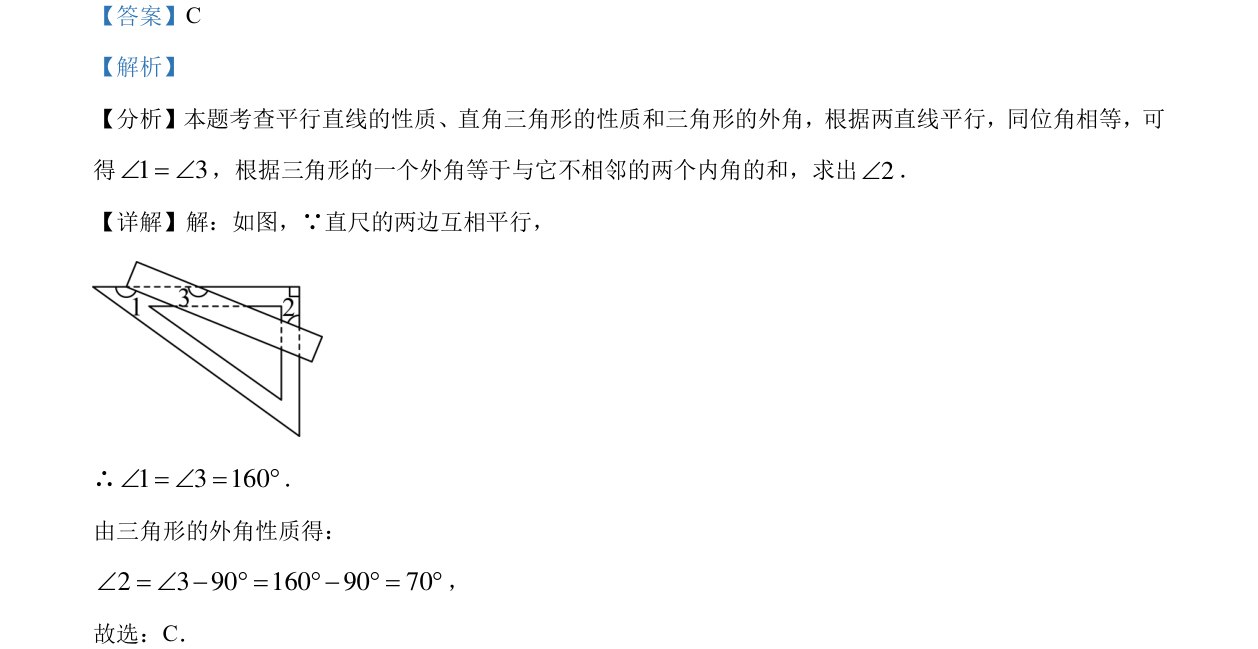 【答案】C
【解析】
【分析】本题考查平行直线的性质、直角三角形的性质和三角形的外角，根据两直线平行，同位角相等，可
得∠1=∠3，根据三角形的一个外角等于与它不相邻的两个内角的和，求出∠2．
【详解】解：如图，∵直尺的两边互相平行，
1 3 2
∴∠1=∠3=160°．
由三角形的外角性质得：
∠2=∠3−90°=160°−90°=70°，
故选：C．